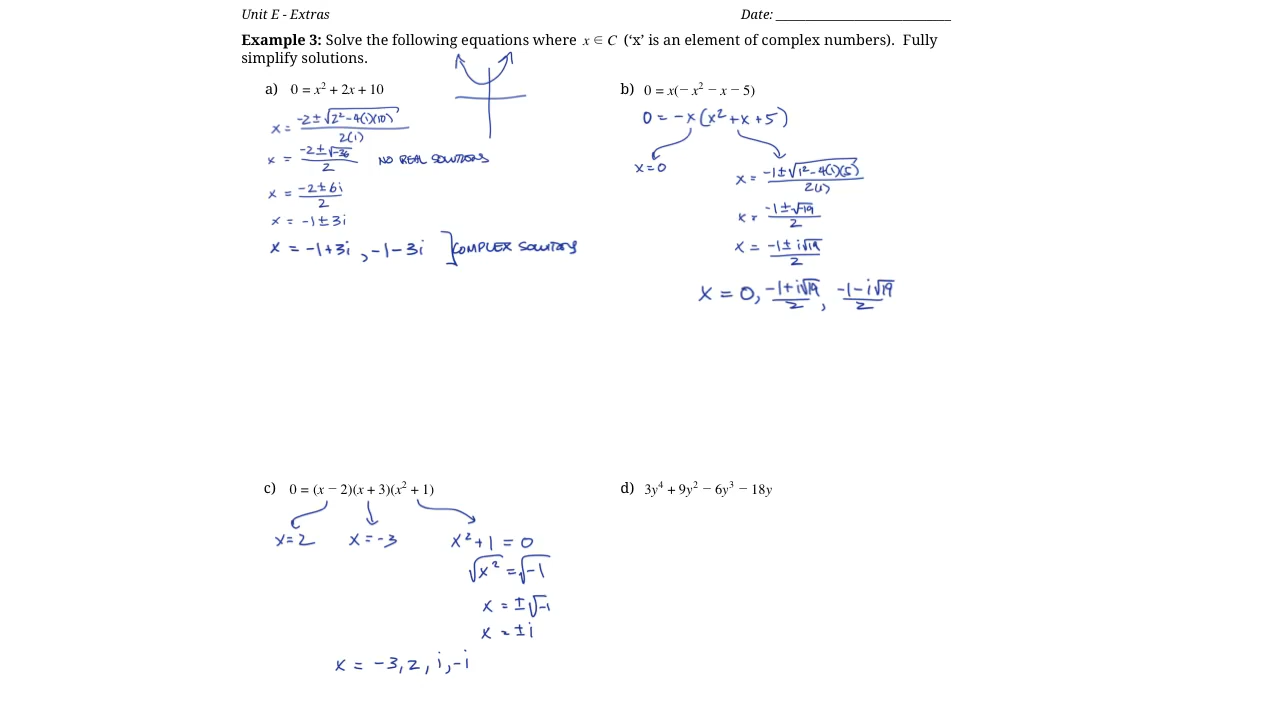 Unit E - Extras Date: ___________________________
Example 3: Solve the following equations where x ∈ C (‘x’ is an element of complex numbers). Fully
simplify solutions.
a) 0 = x² + 2x + 10
x = (-2 ± √(2² - 4(1)(10)))/(2(1))
x = (-2 ± √-36)/2 NO REAL SOLUTIONS
x = (-2 ± 6i)/2
x = -1 ± 3i
x = -1+3i , -1-3i ] COMPLEX SOLUTIONS
b) 0 = x(− x² − x − 5)
0 = -x(x² + x + 5)
x = 0
x = (-1 ± √(1² - 4(1)(5)))/(2(1))
x = (-1 ± √-19)/2
x = (-1 ± i√19)/2
x = 0, (-1+i√19)/2 , (-1-i√19)/2
c) 0 = (x − 2)(x + 3)(x² + 1)
x = 2 x = -3 x² + 1 = 0
√x² = √-1
x = ±√-1
x = ±i
x = -3, 2, i, -i
d) 3y⁴ + 9y² − 6y³ − 18y